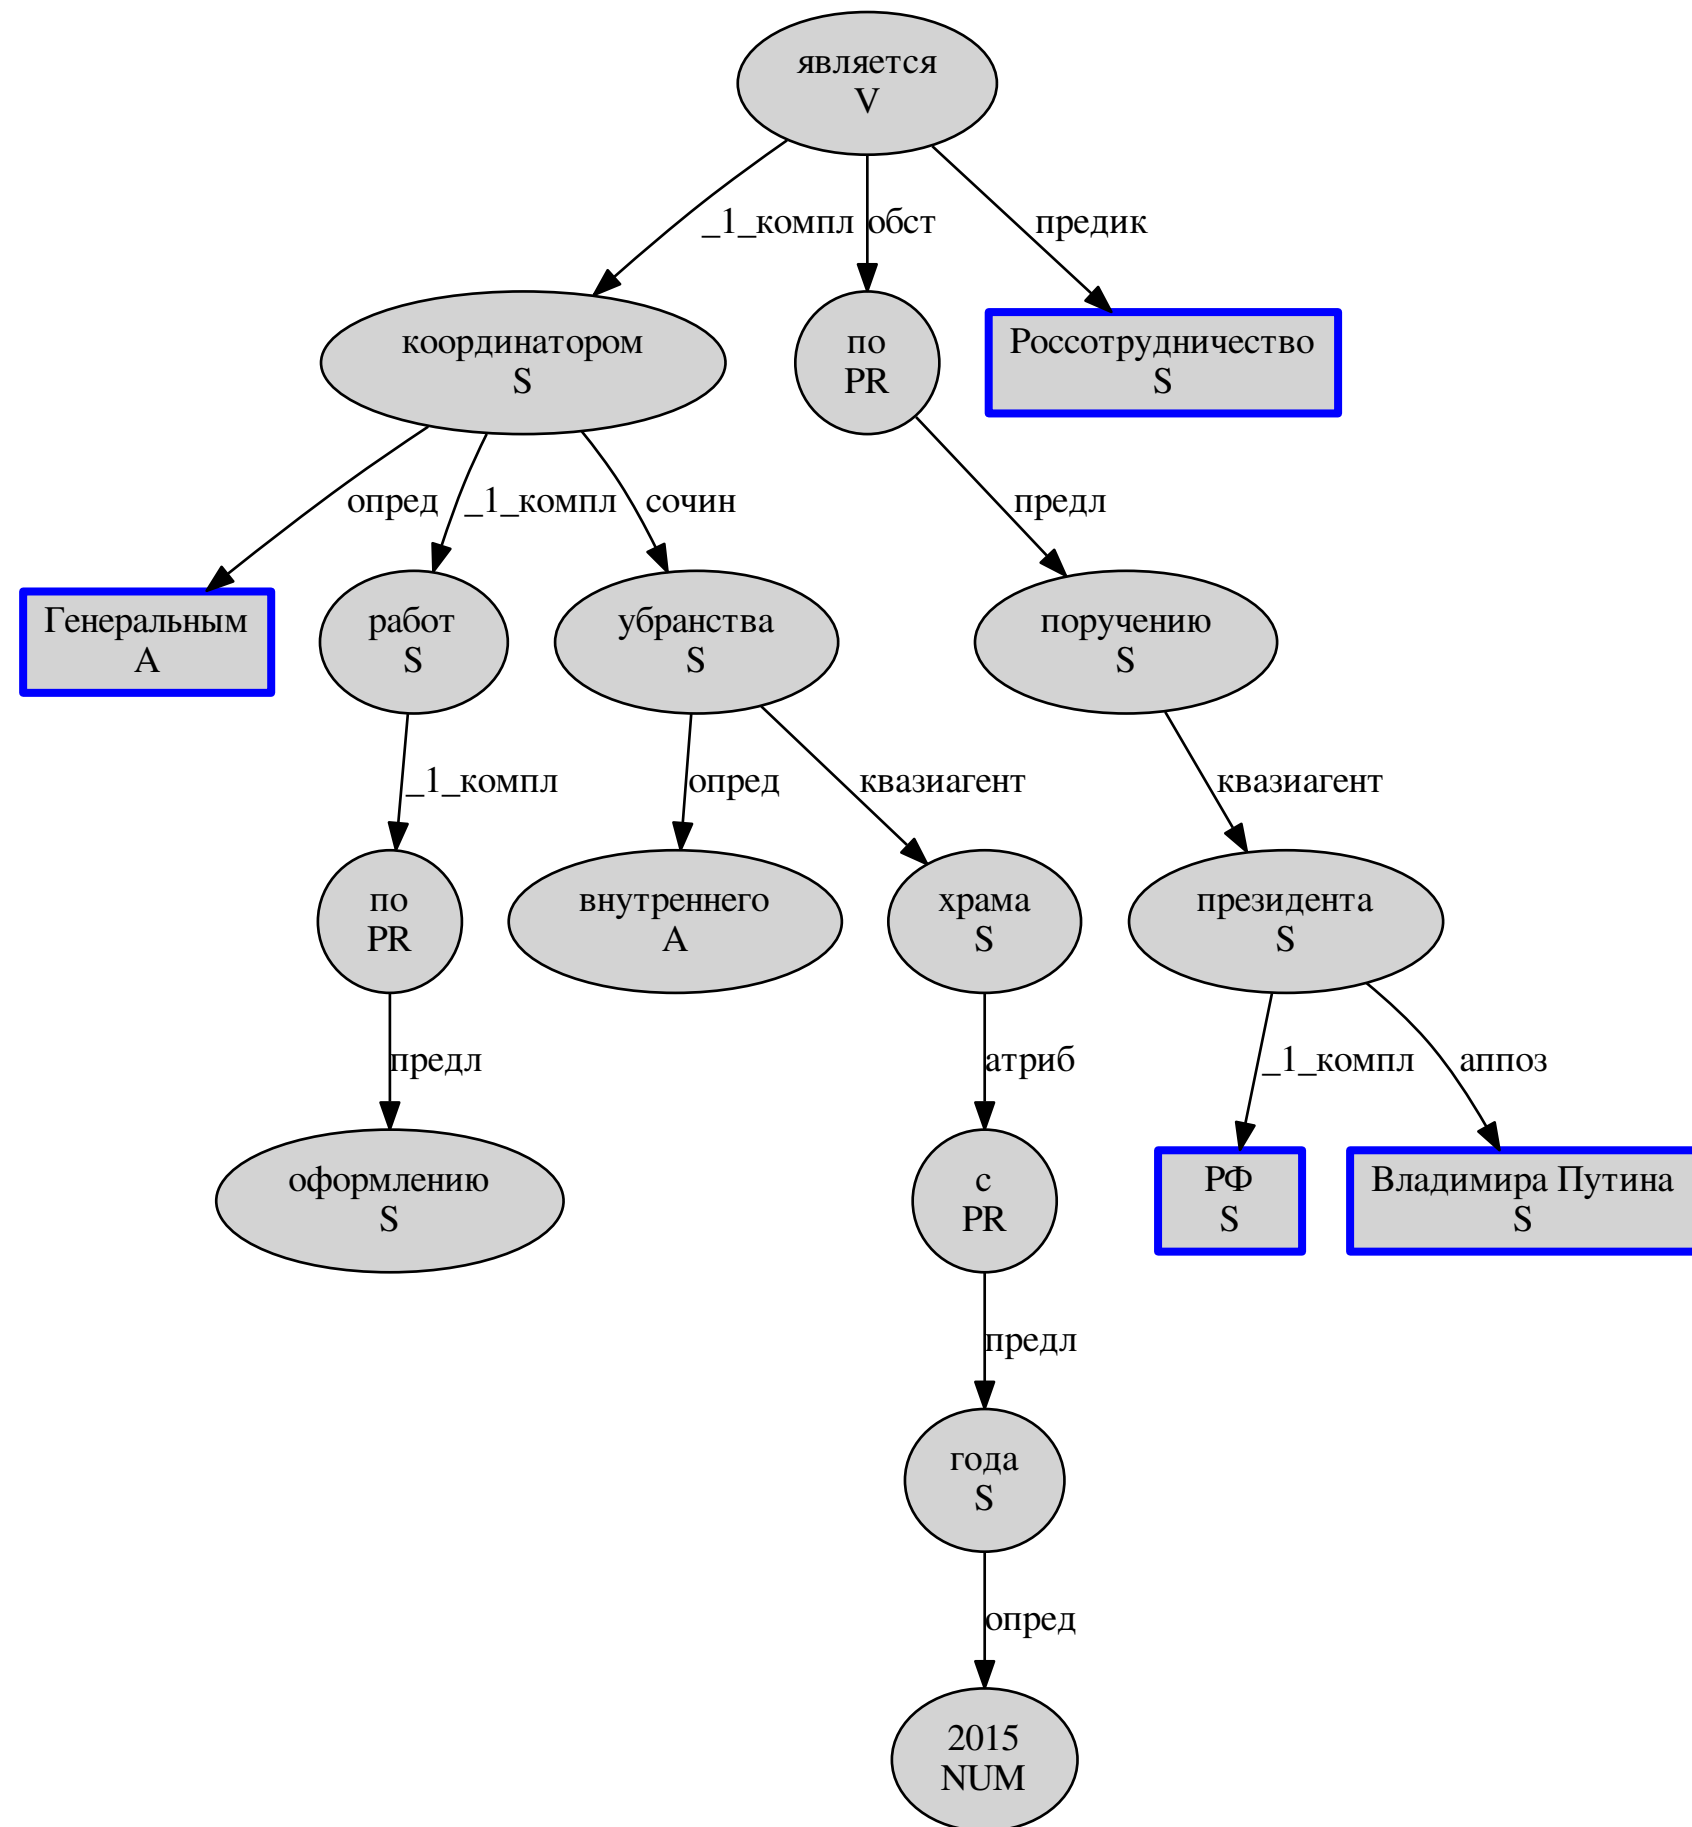 является
V
_1_компл обст предик
координатором
S
по
PR
Россотрудничество
S
опред _1_компл сочин предл
Генеральным
A
работ
S
убранства
S
поручению
S
_1_компл опред квазиагент квазиагент
по
PR
внутреннего
A
храма
S
президента
S
предл атриб _1_компл аппоз
оформлению
S
с
PR
РФ
S
Владимира Путина
S
предл
года
S
опред
2015
NUM